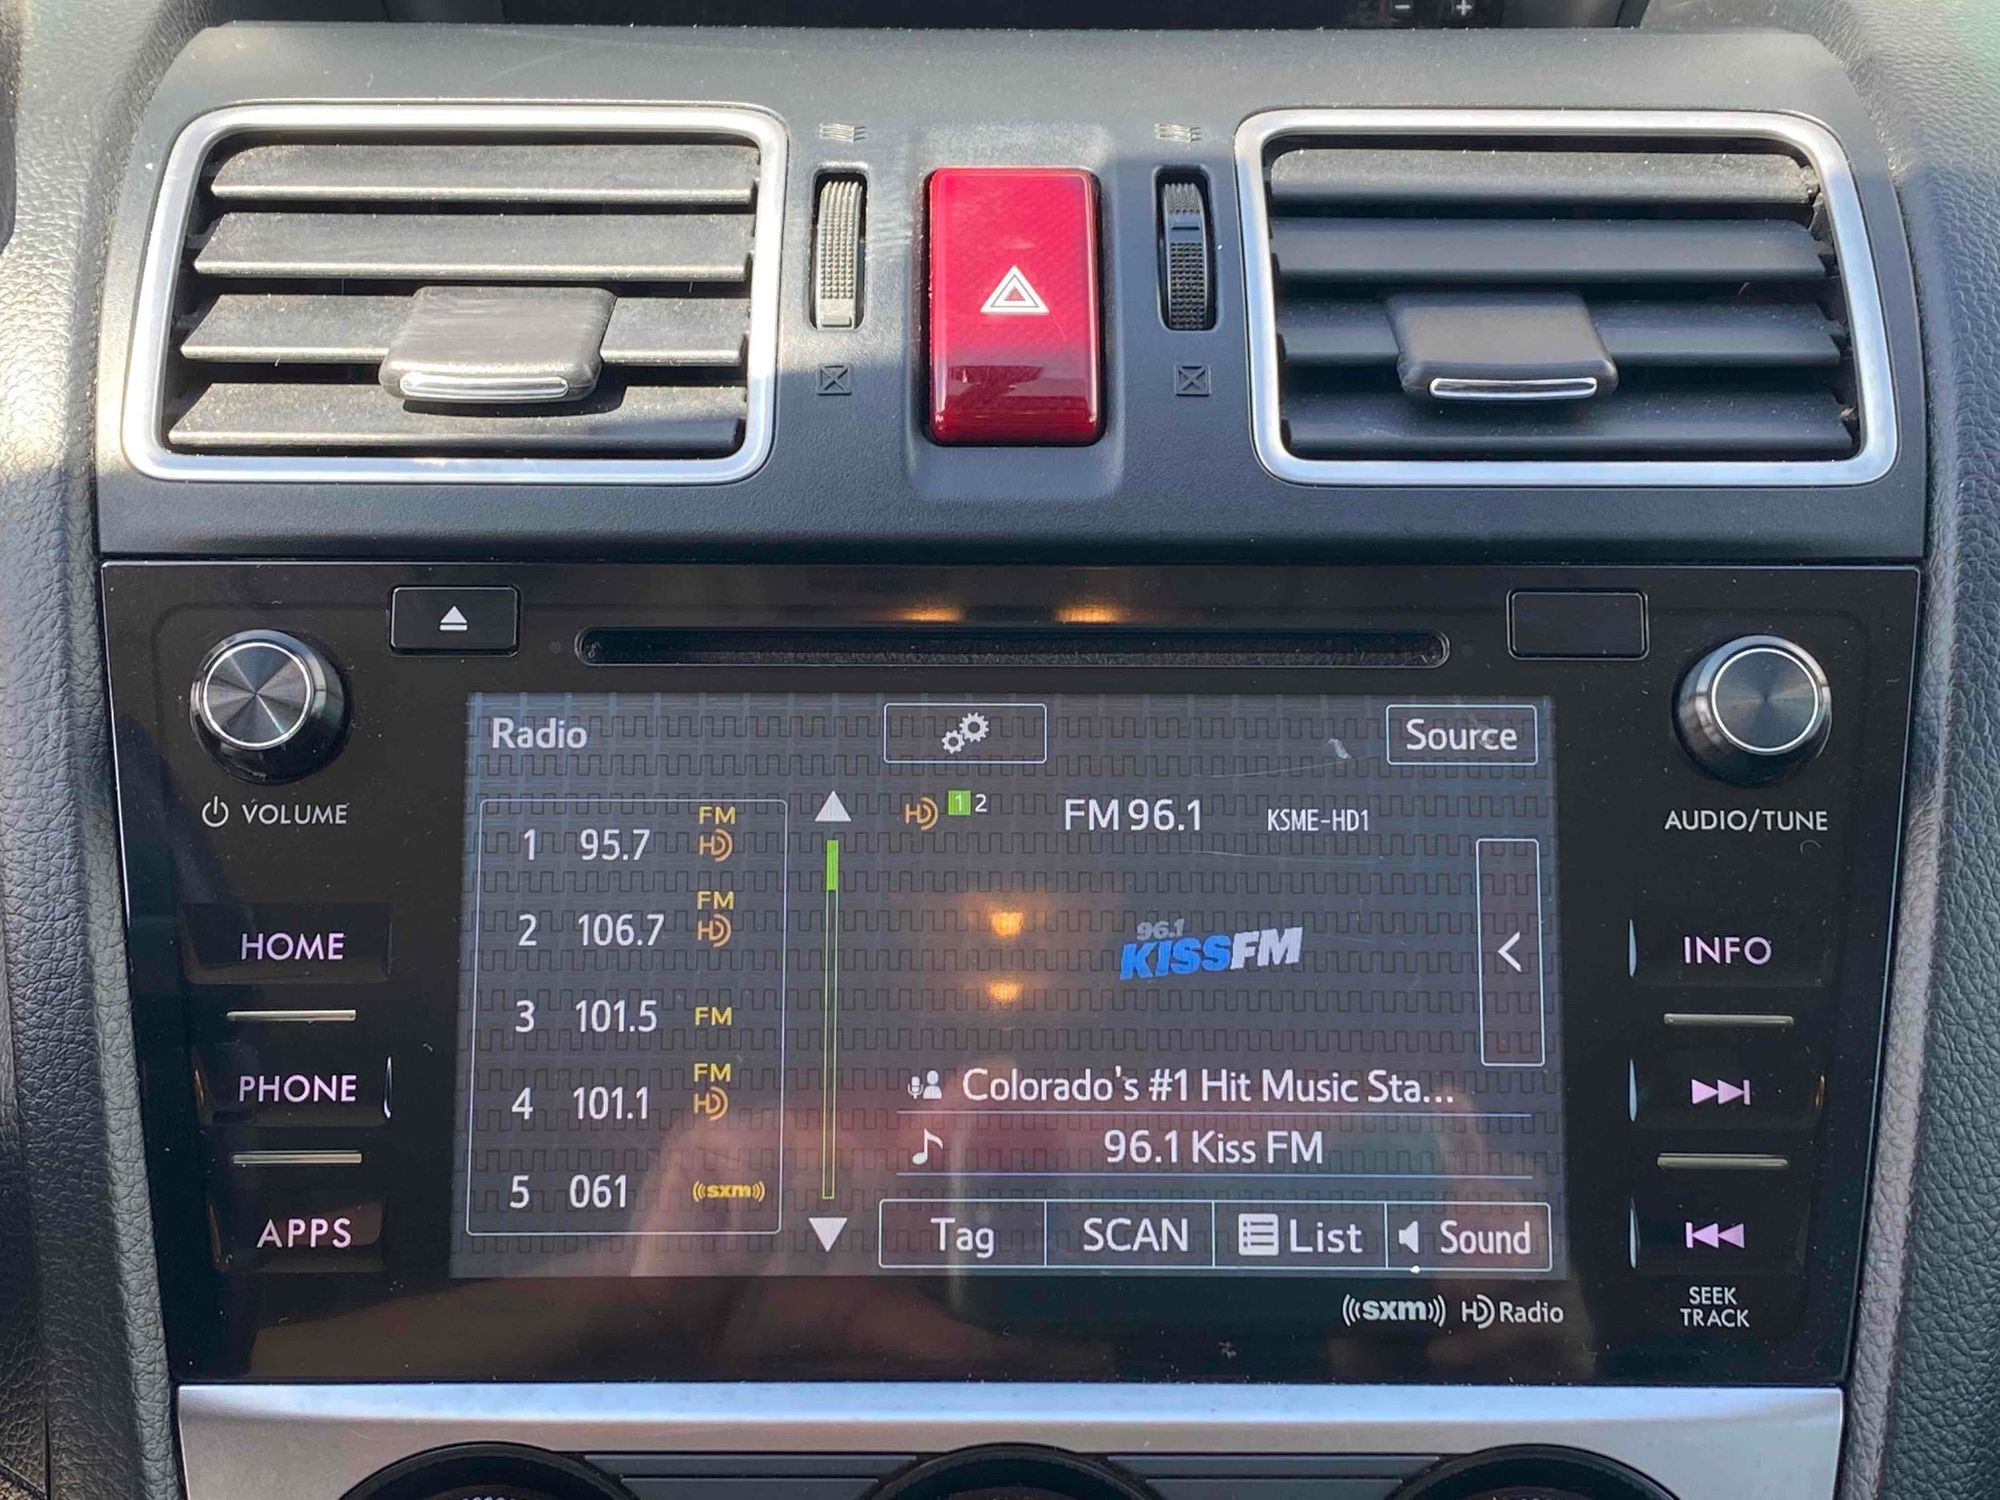 VOLUME
HOME
PHONE
APPS
Radio
Source
1 95.7 FM HD
2 106.7 FM HD
3 101.5 FM
4 101.1 FM HD
5 061 ((sxm))
HD 1 2 FM 96.1 KSME-HD1
96.1
KISSFM
Colorado's #1 Hit Music Sta...
96.1 Kiss FM
Tag SCAN List Sound
((sxm)) HD Radio
AUDIO/TUNE
INFO
SEEK
TRACK